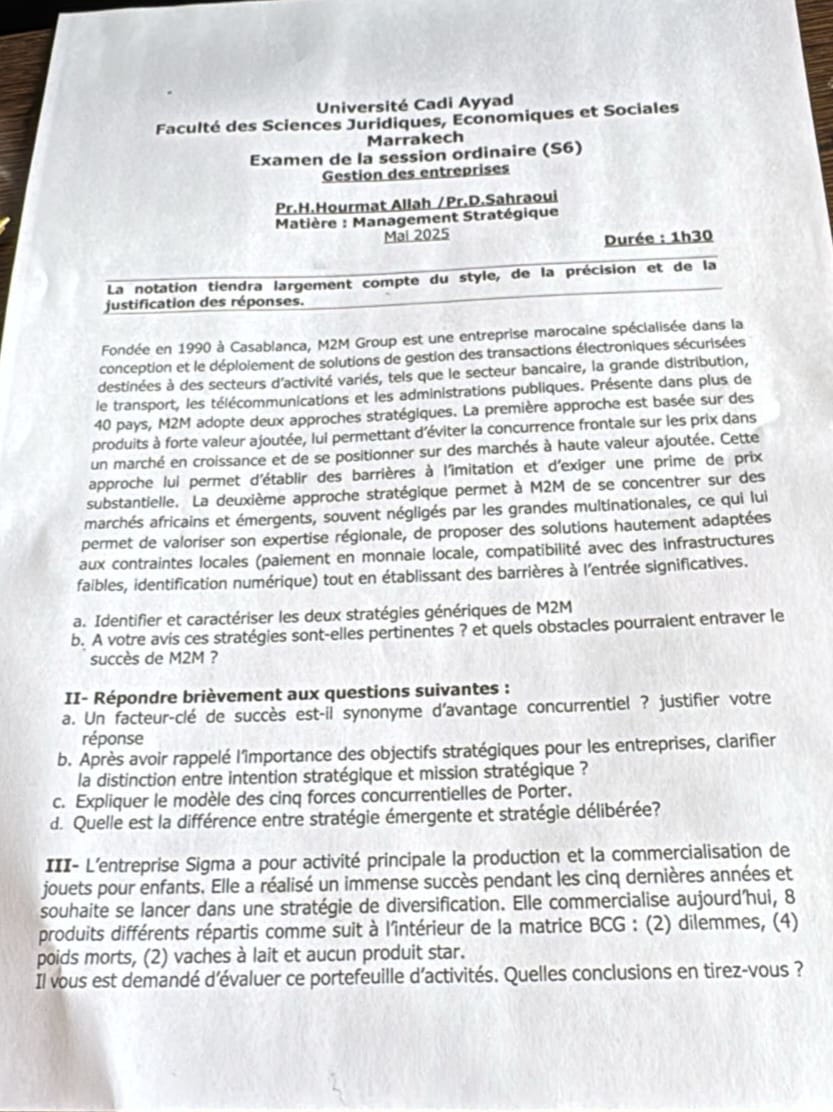 Université Cadi Ayyad
Faculté des Sciences Juridiques, Economiques et Sociales
Marrakech
Examen de la session ordinaire (S6)
Gestion des entreprises
Pr.H.Hourmat Allah /Pr.D.Sahraoui
Matière : Management Stratégique
Mai 2025
Durée : 1h30
La notation tiendra largement compte du style, de la précision et de la
justification des réponses.
Fondée en 1990 à Casablanca, M2M Group est une entreprise marocaine spécialisée dans la
conception et le déploiement de solutions de gestion des transactions électroniques sécurisées
destinées à des secteurs d'activité variés, tels que le secteur bancaire, la grande distribution,
le transport, les télécommunications et les administrations publiques. Présente dans plus de
40 pays, M2M adopte deux approches stratégiques. La première approche est basée sur des
produits à forte valeur ajoutée, lui permettant d'éviter la concurrence frontale sur les prix dans
un marché en croissance et de se positionner sur des marchés à haute valeur ajoutée. Cette
approche lui permet d'établir des barrières à l'imitation et d'exiger une prime de prix
substantielle. La deuxième approche stratégique permet à M2M de se concentrer sur des
marchés africains et émergents, souvent négligés par les grandes multinationales, ce qui lui
permet de valoriser son expertise régionale, de proposer des solutions hautement adaptées
aux contraintes locales (paiement en monnaie locale, compatibilité avec des infrastructures
faibles, identification numérique) tout en établissant des barrières à l'entrée significatives.
a. Identifier et caractériser les deux stratégies génériques de M2M
b. A votre avis ces stratégies sont-elles pertinentes ? et quels obstacles pourraient entraver le
succès de M2M ?
II- Répondre brièvement aux questions suivantes :
a. Un facteur-clé de succès est-il synonyme d'avantage concurrentiel ? justifier votre
réponse
b. Après avoir rappelé l'importance des objectifs stratégiques pour les entreprises, clarifier
la distinction entre intention stratégique et mission stratégique ?
c. Expliquer le modèle des cinq forces concurrentielles de Porter.
d. Quelle est la différence entre stratégie émergente et stratégie délibérée?
III- L'entreprise Sigma a pour activité principale la production et la commercialisation de
jouets pour enfants. Elle a réalisé un immense succès pendant les cinq dernières années et
souhaite se lancer dans une stratégie de diversification. Elle commercialise aujourd'hui, 8
produits différents répartis comme suit à l'intérieur de la matrice BCG : (2) dilemmes, (4)
poids morts, (2) vaches à lait et aucun produit star.
Il vous est demandé d'évaluer ce portefeuille d'activités. Quelles conclusions en tirez-vous ?